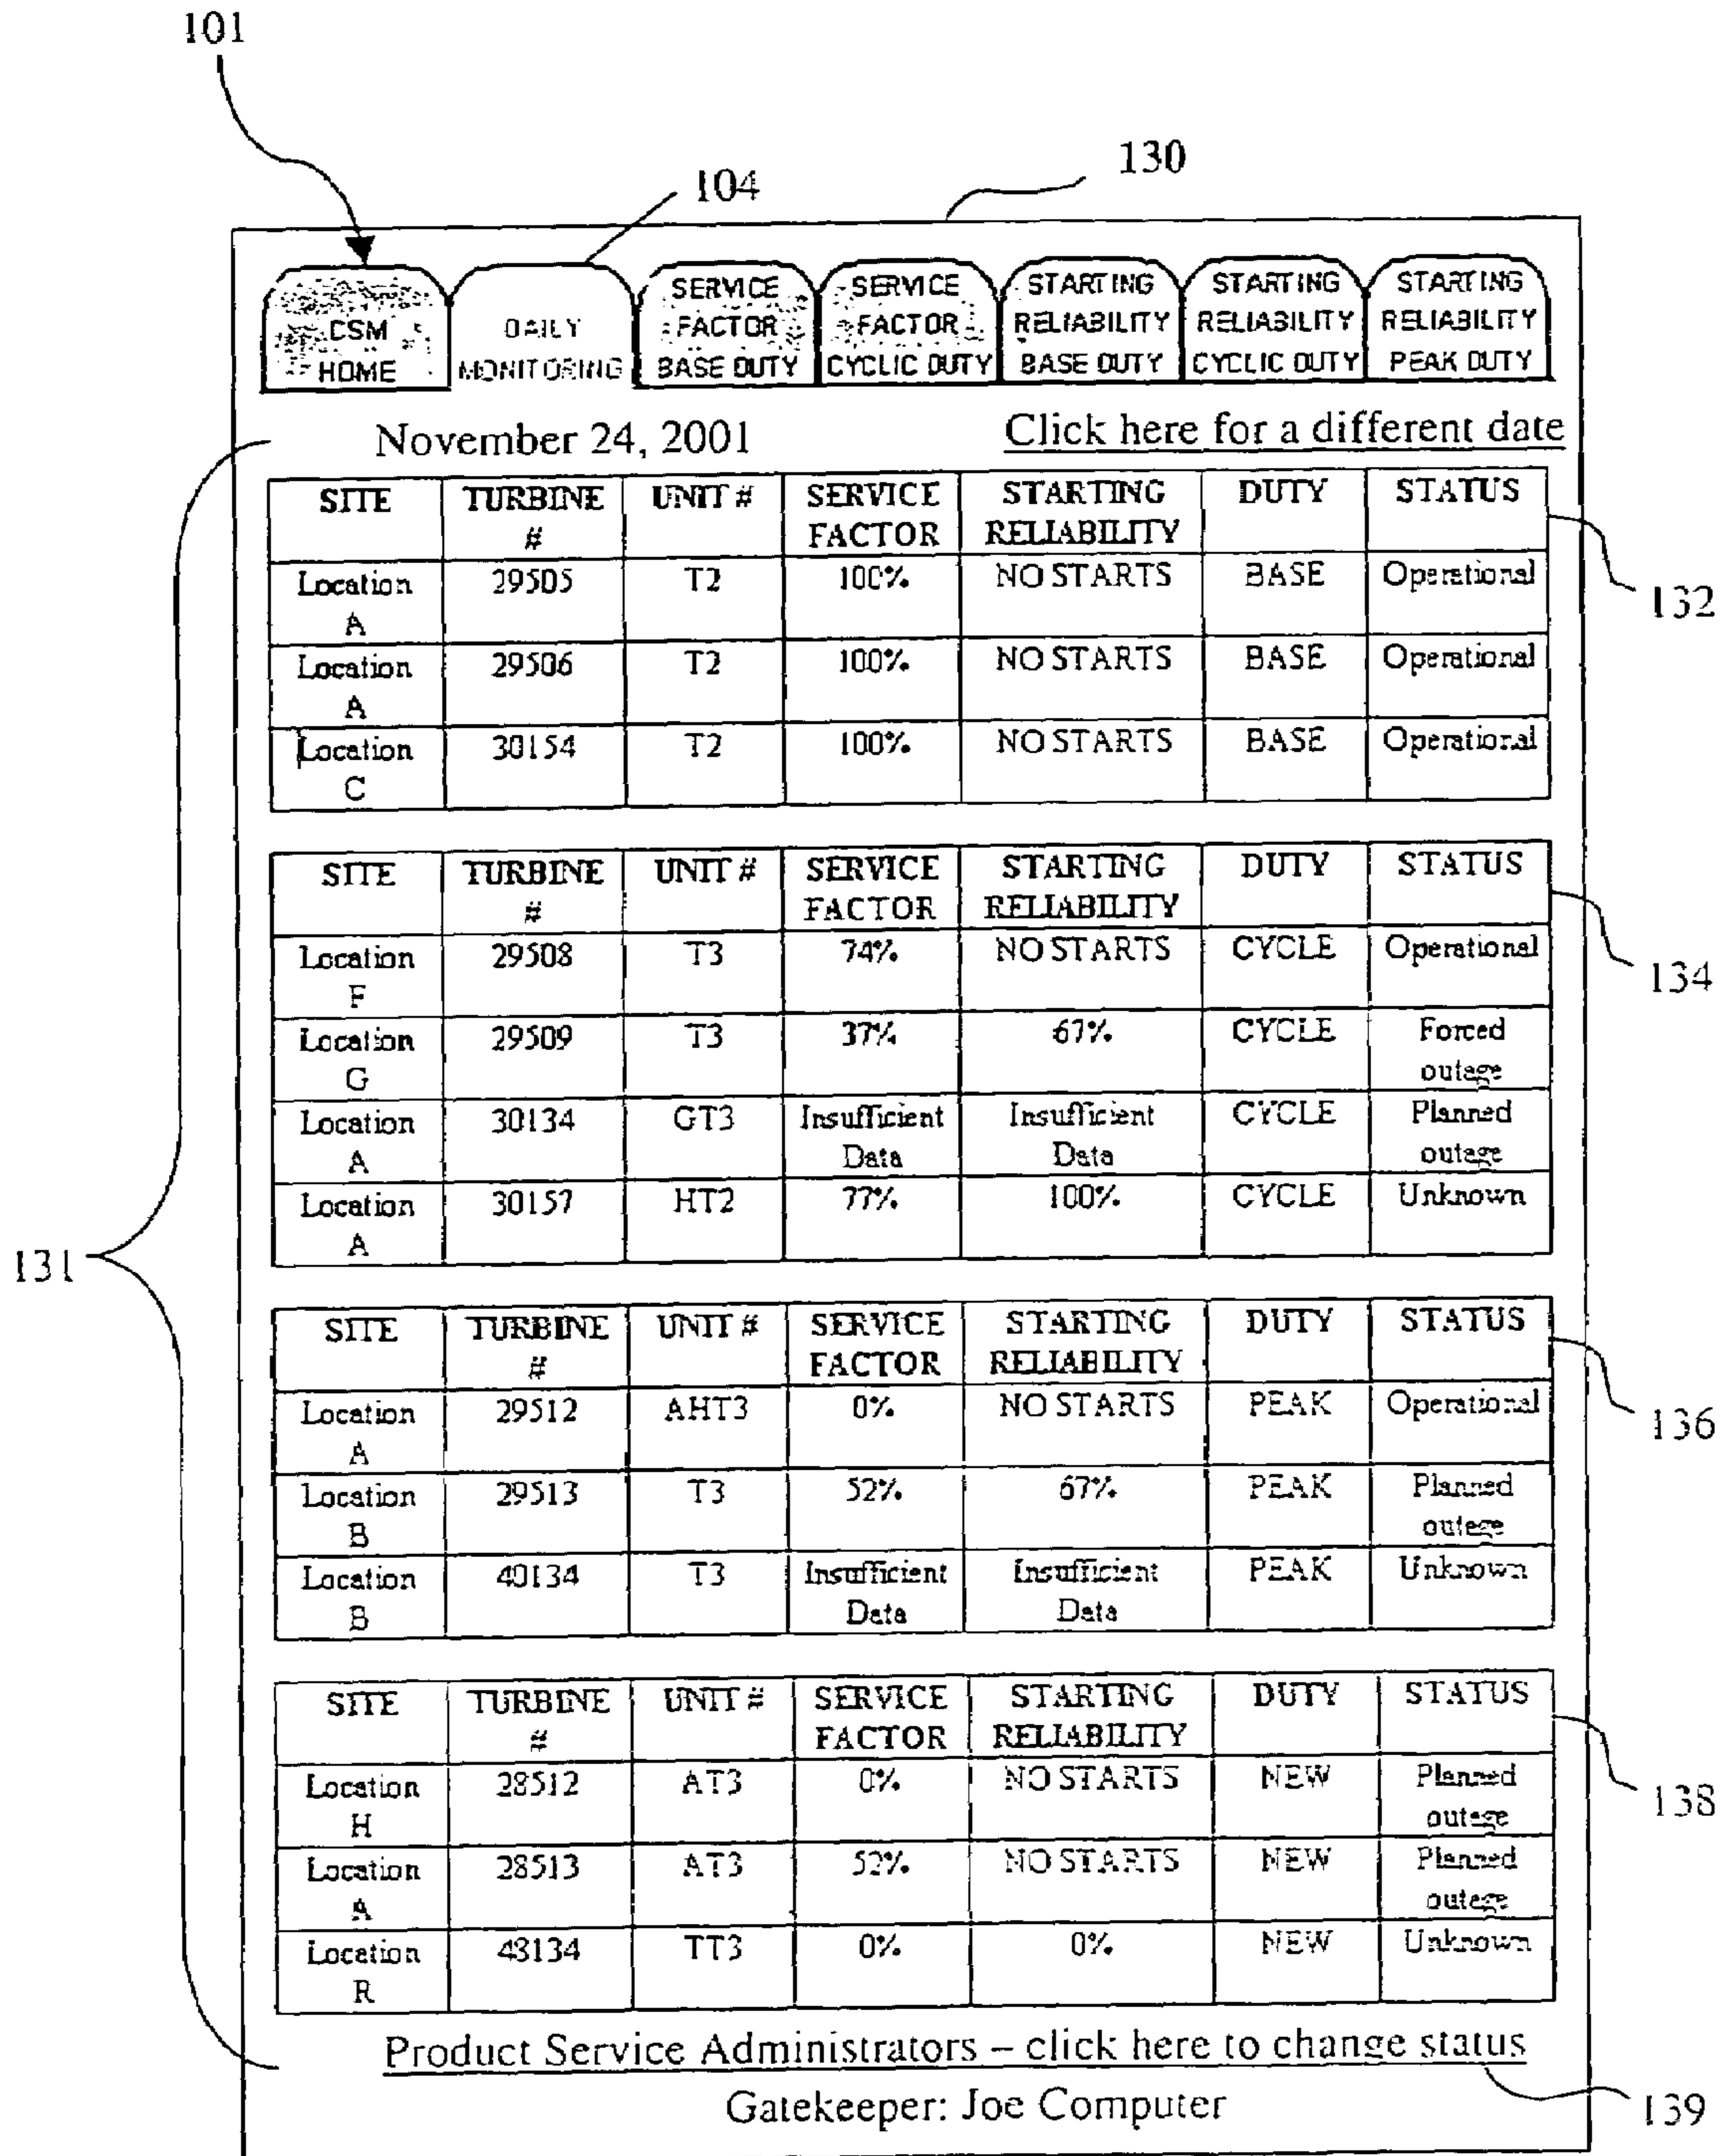 101
130
104
CSM HOME
DAILY MONITORING
SERVICE FACTOR BASE DUTY
SERVICE FACTOR CYCLIC DUTY
STARTING RELIABILITY BASE DUTY
STARTING RELIABILITY CYCLIC DUTY
STARTING RELIABILITY PEAK DUTY
November 24, 2001 Click here for a different date
SITE TURBINE # UNIT # SERVICE FACTOR STARTING RELIABILITY DUTY STATUS
132
Location A 29505 T2 100% NO STARTS BASE Operational
Location A 29506 T2 100% NO STARTS BASE Operational
Location C 30154 T2 100% NO STARTS BASE Operational
SITE TURBINE # UNIT # SERVICE FACTOR STARTING RELIABILITY DUTY STATUS
134
Location F 29508 T3 74% NO STARTS CYCLE Operational
Location G 29509 T3 37% 67% CYCLE Forced outage
Location A 30134 GT3 Insufficient Data Insufficient Data CYCLE Planned outage
Location A 30157 HT2 77% 100% CYCLE Unknown
131
SITE TURBINE # UNIT # SERVICE FACTOR STARTING RELIABILITY DUTY STATUS
136
Location A 29512 AHT3 0% NO STARTS PEAK Operational
Location B 29513 T3 52% 67% PEAK Planned outage
Location B 40134 T3 Insufficient Data Insufficient Data PEAK Unknown
SITE TURBINE # UNIT # SERVICE FACTOR STARTING RELIABILITY DUTY STATUS
138
Location H 28512 AT3 0% NO STARTS NEW Planned outage
Location A 28513 AT3 52% NO STARTS NEW Planned outage
Location R 48134 TT3 0% 0% NEW Unknown
Product Service Administrators – click here to change status
139
Gatekeeper: Joe Computer